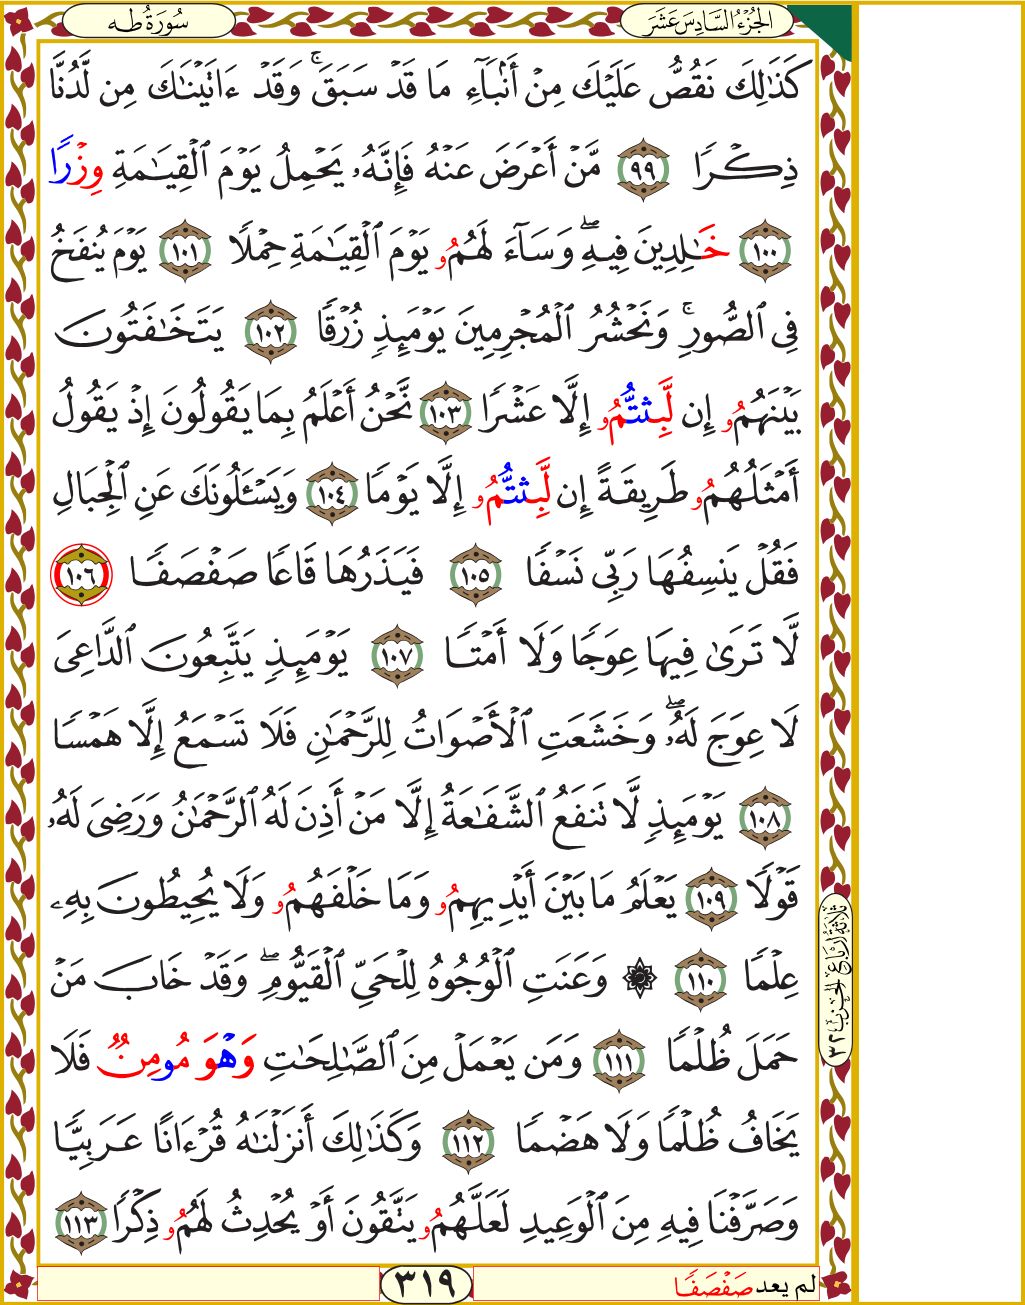 سُورَةُ طه
الجُزْءُ السَّادِسَ عَشَرَ
كَذَٰلِكَ نَقُصُّ عَلَيْكَ مِنْ أَنۢبَآءِ مَا قَدْ سَبَقَۚ وَقَدْ ءَاتَيْنَٰكَ مِن لَّدُنَّا
ذِكْرًا ٩٩ مَّنْ أَعْرَضَ عَنْهُ فَإِنَّهُۥ يَحْمِلُ يَوْمَ ٱلْقِيَٰمَةِ وِزْرًا
١٠٠ خَٰلِدِينَ فِيهِۖ وَسَآءَ لَهُمُۥ يَوْمَ ٱلْقِيَٰمَةِ حِمْلًا ١٠١ يَوْمَ يُنفَخُ
فِى ٱلصُّورِۚ وَنَحْشُرُ ٱلْمُجْرِمِينَ يَوْمَئِذٍ زُرْقًا ١٠٢ يَتَخَٰفَتُونَ
بَيْنَهُمُۥ إِن لَّبِثتُّمُۥ إِلَّا عَشْرًا ١٠٣ نَّحْنُ أَعْلَمُ بِمَا يَقُولُونَ إِذْ يَقُولُ
أَمْثَلُهُمُۥ طَرِيقَةً إِن لَّبِثتُّمُۥ إِلَّا يَوْمًا ١٠٤ وَيَسْـَٔلُونَكَ عَنِ ٱلْجِبَالِ
فَقُلْ يَنسِفُهَا رَبِّى نَسْفًا ١٠٥ فَيَذَرُهَا قَاعًا صَفْصَفًا ١٠٦
لَّا تَرَىٰ فِيهَا عِوَجًا وَلَآ أَمْتًا ١٠٧ يَوْمَئِذٍ يَتَّبِعُونَ ٱلدَّاعِىَ
لَا عِوَجَ لَهُۥۖ وَخَشَعَتِ ٱلْأَصْوَاتُ لِلرَّحْمَٰنِ فَلَا تَسْمَعُ إِلَّا هَمْسًا
١٠٨ يَوْمَئِذٍ لَّا تَنفَعُ ٱلشَّفَٰعَةُ إِلَّا مَنْ أَذِنَ لَهُ ٱلرَّحْمَٰنُ وَرَضِىَ لَهُۥ
قَوْلًا ١٠٩ يَعْلَمُ مَا بَيْنَ أَيْدِيهِمُۥ وَمَا خَلْفَهُمُۥ وَلَا يُحِيطُونَ بِهِۦ
عِلْمًا ١١٠ ۞ وَعَنَتِ ٱلْوُجُوهُ لِلْحَىِّ ٱلْقَيُّومِۖ وَقَدْ خَابَ مَنْ
حَمَلَ ظُلْمًا ١١١ وَمَن يَعْمَلْ مِنَ ٱلصَّٰلِحَٰتِ وَهْوَ مُومِنٌ فَلَا
يَخَافُ ظُلْمًا وَلَا هَضْمًا ١١٢ وَكَذَٰلِكَ أَنزَلْنَٰهُ قُرْءَانًا عَرَبِيًّا
وَصَرَّفْنَا فِيهِ مِنَ ٱلْوَعِيدِ لَعَلَّهُمُۥ يَتَّقُونَ أَوْ يُحْدِثُ لَهُمُۥ ذِكْرًا ١١٣
ثلاثة أرباع الحزب ٣٢
لم يعد صَفْصَفًا
٣١٩